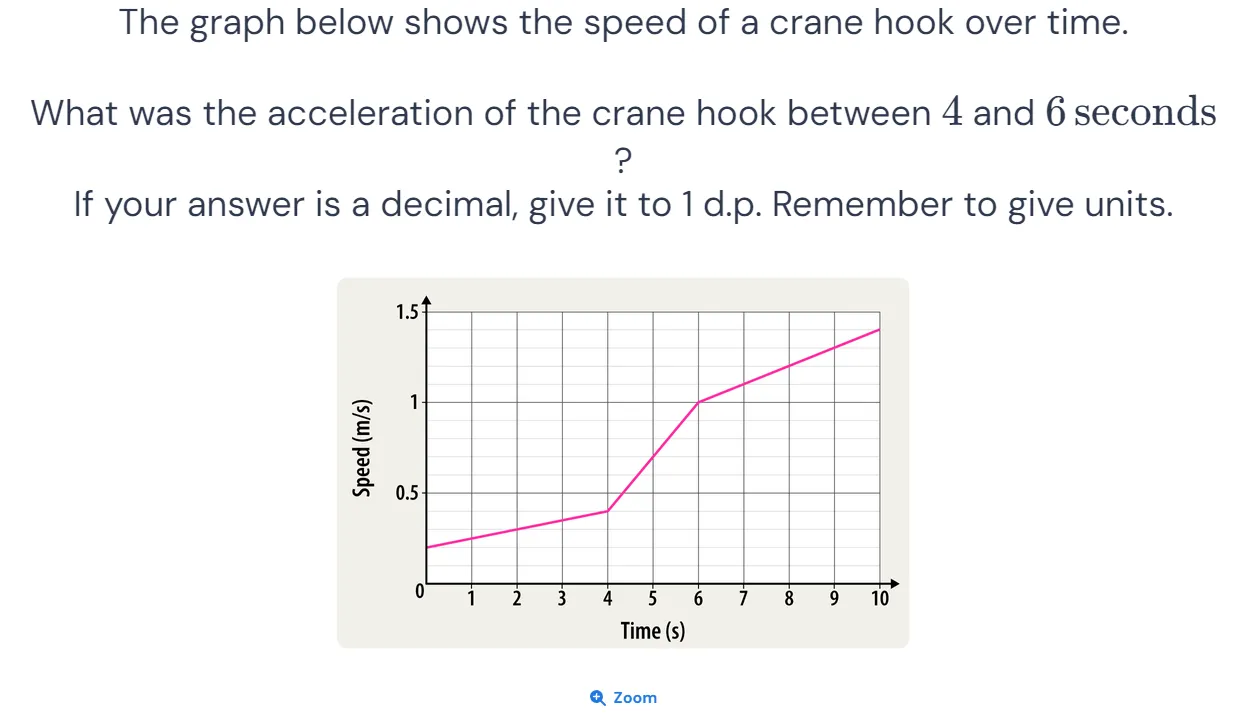 The graph below shows the speed of a crane hook over time.
What was the acceleration of the crane hook between 4 and 6 seconds
?
If your answer is a decimal, give it to 1 d.p. Remember to give units.
1.5
1
0.5
0
Speed (m/s)
1 2 3 4 5 6 7 8 9 10
Time (s)
Zoom